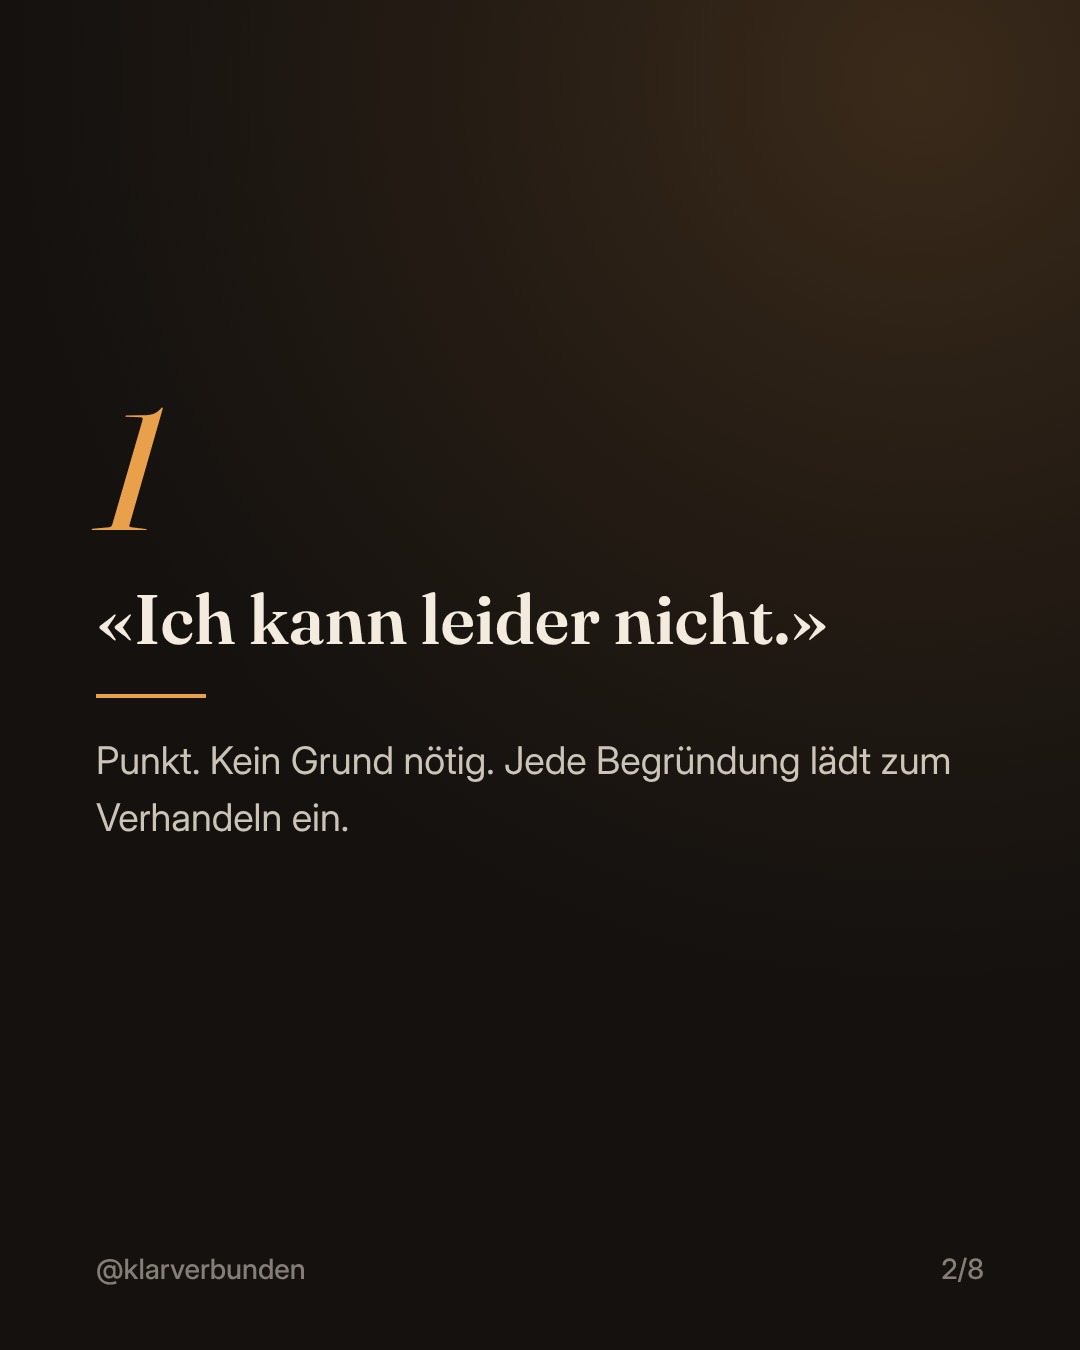 1
«Ich kann leider nicht.»
Punkt. Kein Grund nötig. Jede Begründung lädt zum
Verhandeln ein.
@klarverbunden
2/8